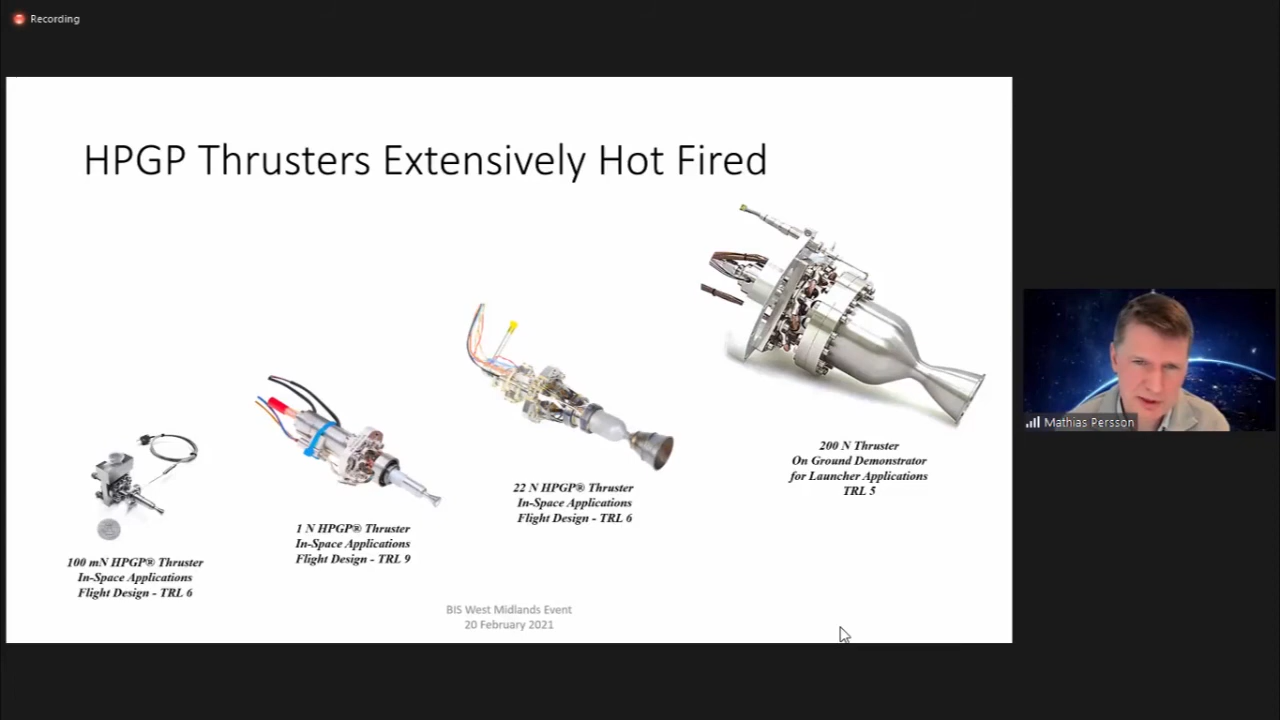 Recording
HPGP Thrusters Extensively Hot Fired
200 N Thruster
On Ground Demonstrator
for Launcher Applications
TRL 5
22 N HPGP® Thruster
In-Space Applications
Flight Design - TRL 6
1 N HPGP® Thruster
In-Space Applications
Flight Design - TRL 9
100 mN HPGP® Thruster
In-Space Applications
Flight Design - TRL 6
BIS West Midlands Event
20 February 2021
Mathias Persson